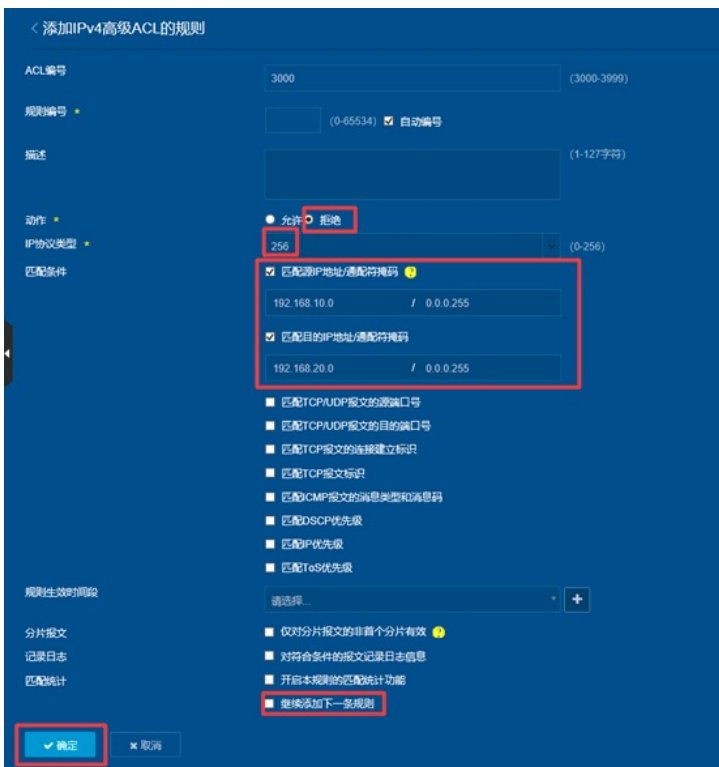 < 添加IPv4高级ACL的规则
ACL编号 3000 (3000-3999)
规则编号 * (0-65534) 自动编号
描述 (1-127字符)
动作 * 允许 拒绝
IP协议类型 * 256 (0-256)
匹配条件 匹配源IP地址/通配符掩码 ?
192.168.10.0 / 0.0.0.255
匹配目的IP地址/通配符掩码
192.168.20.0 / 0.0.0.255
匹配TCP/UDP报文的源端口号
匹配TCP/UDP报文的目的端口号
匹配TCP报文的连接建立标识
匹配TCP报文标识
匹配ICMP报文的消息类型和消息码
匹配DSCP优先级
匹配IP优先级
匹配ToS优先级
规则生效时间段 请选择... +
分片报文 仅对分片报文的非首个分片有效 ?
记录日志 对符合条件的报文记录日志信息
匹配统计 开启本规则的匹配统计功能
继续添加下一条规则
✔ 确定 ✖ 取消